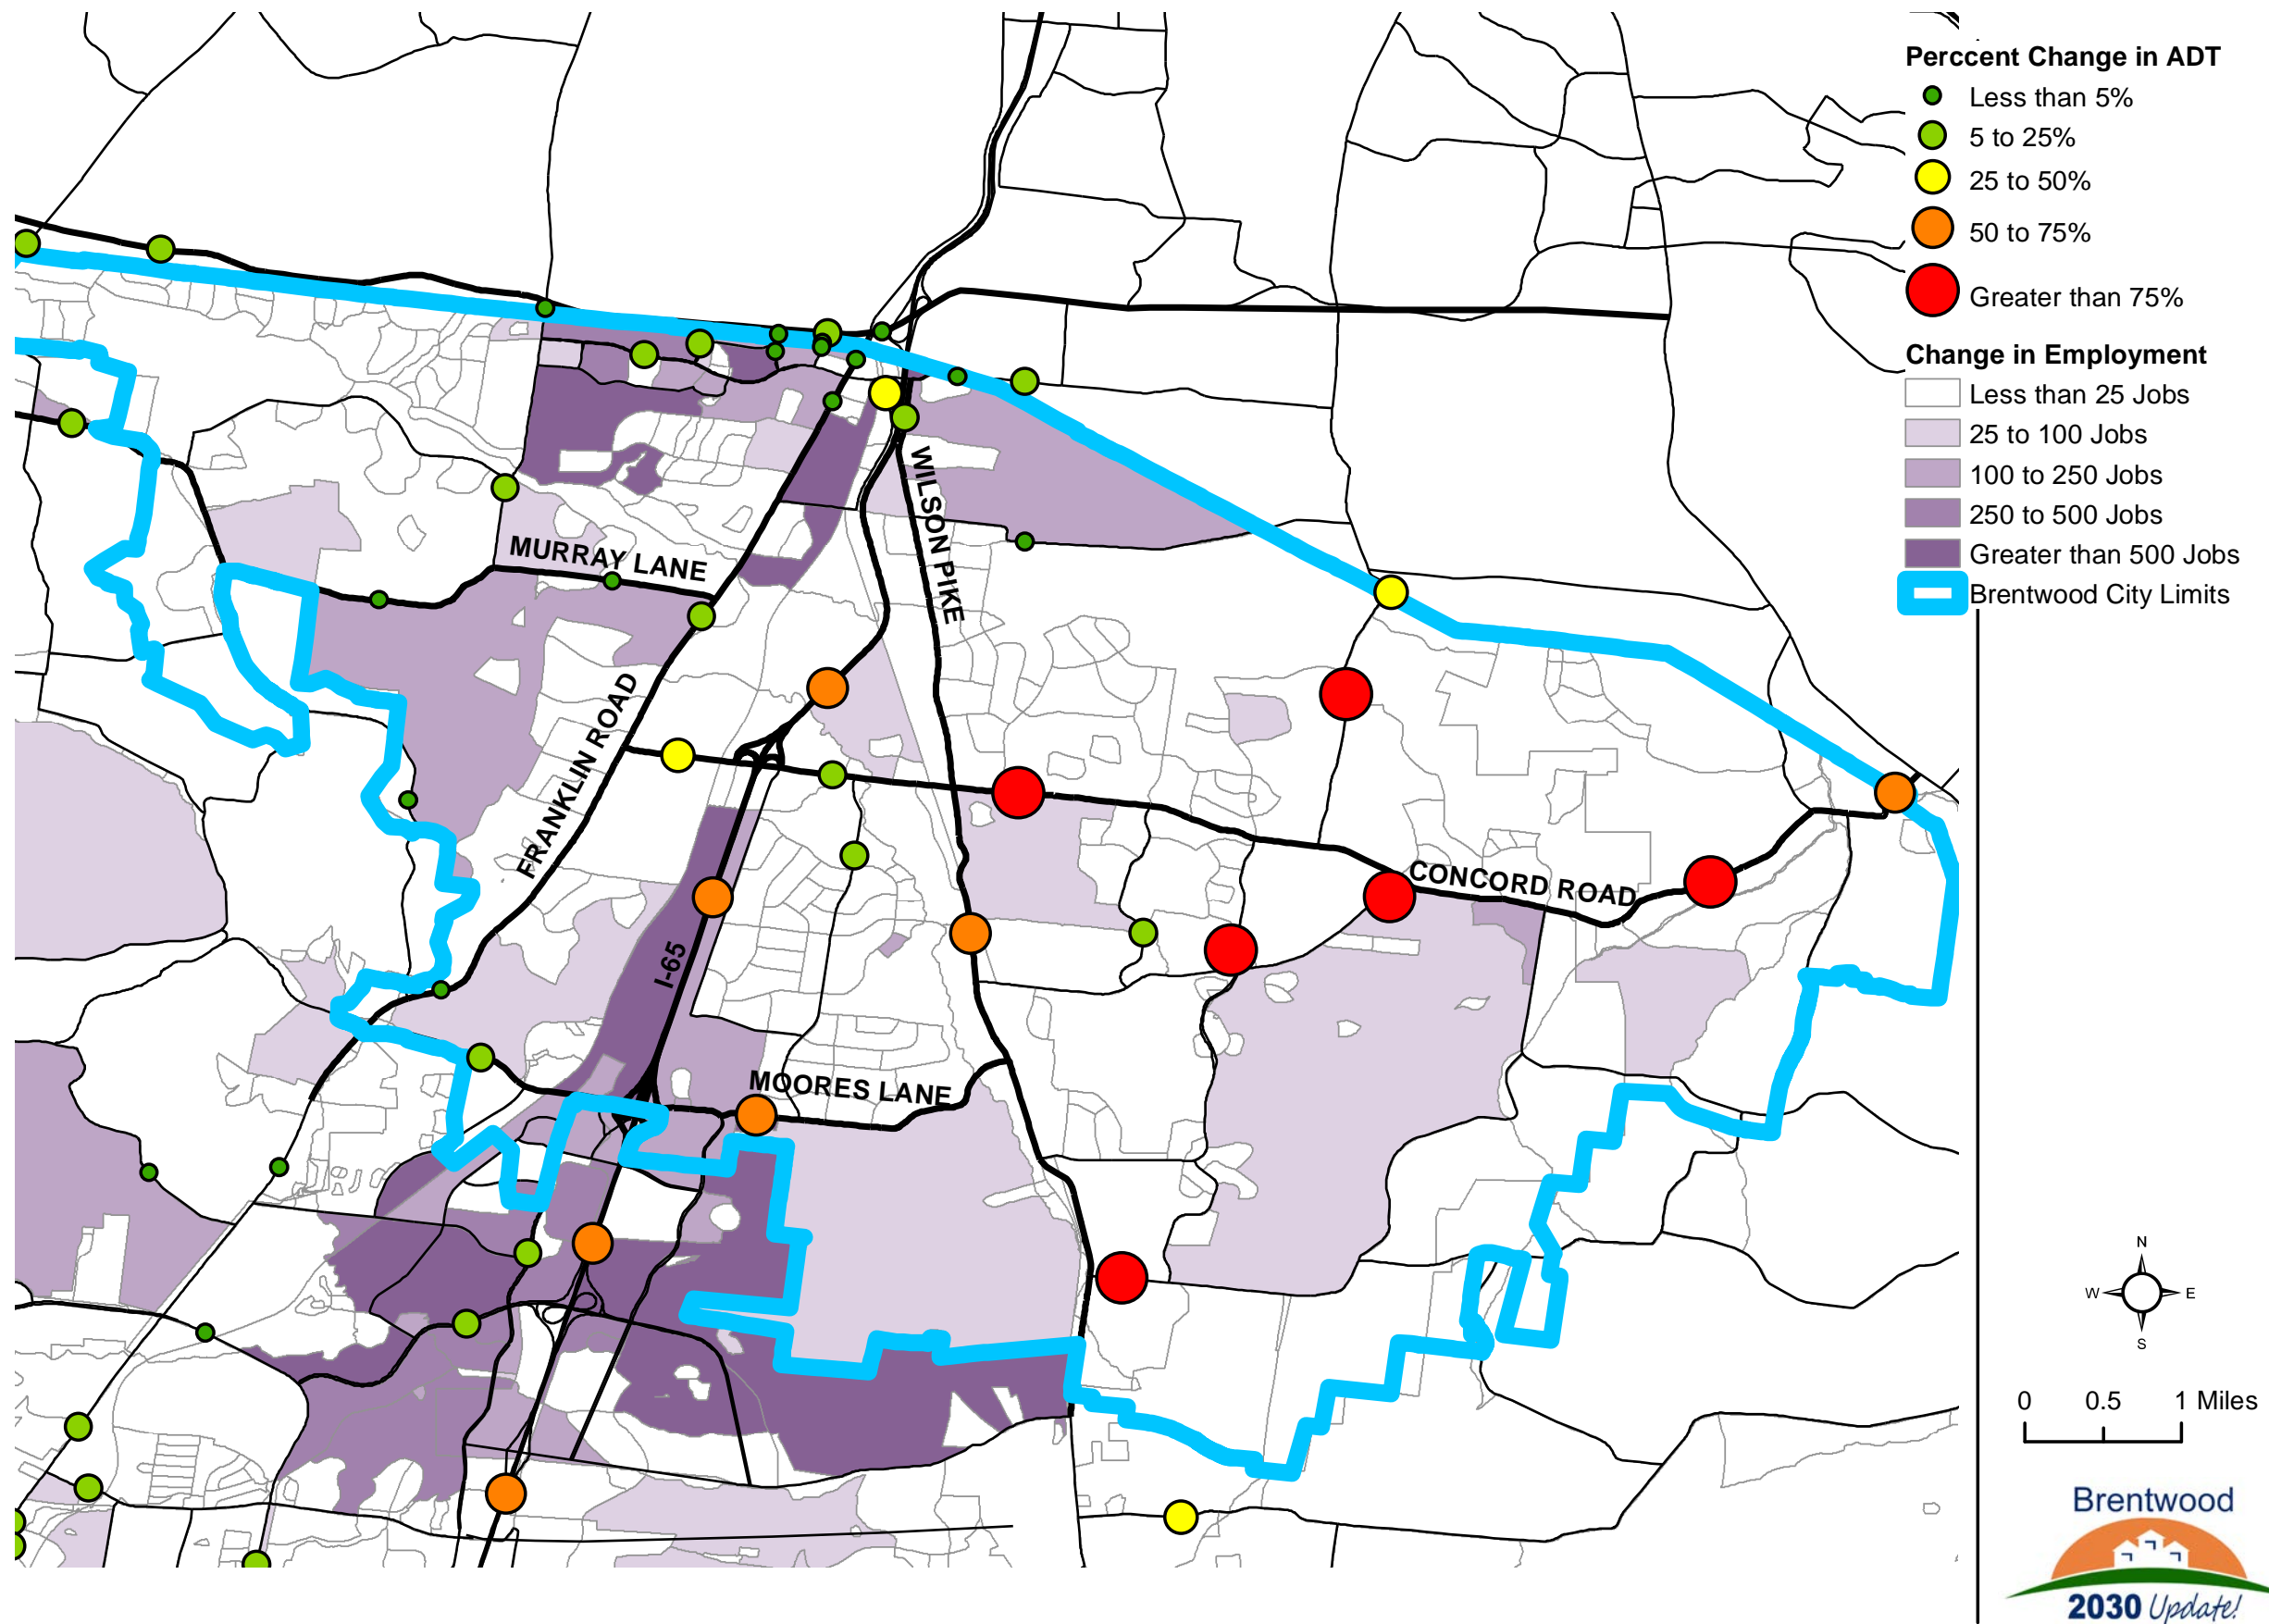 Perccent Change in ADT
Less than 5%
5 to 25%
25 to 50%
50 to 75%
Greater than 75%
Change in Employment
Less than 25 Jobs
25 to 100 Jobs
100 to 250 Jobs
250 to 500 Jobs
Greater than 500 Jobs
Brentwood City Limits
WILSON PIKE
MURRAY LANE
FRANKLIN ROAD
CONCORD ROAD
I-65
MOORES LANE
N
W E
S
0 0.5 1 Miles
Brentwood
2030 Update!